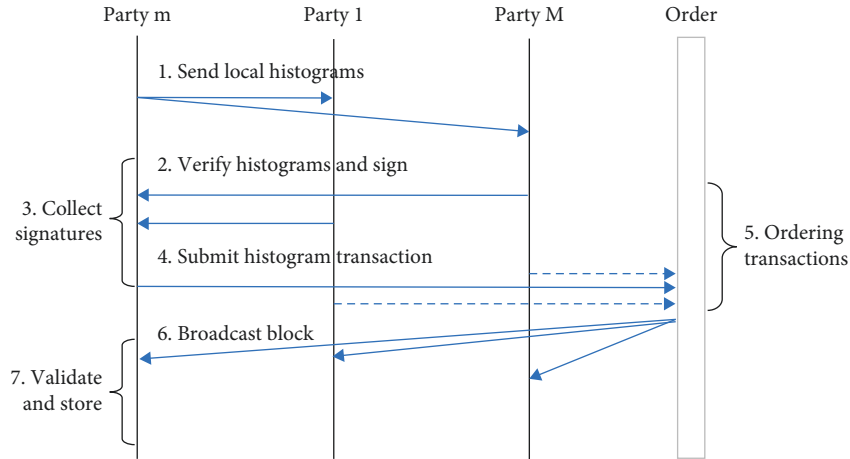 Party m
Party 1
Party M
Order
1. Send local histograms
2. Verify histograms and sign
3. Collect
signatures
4. Submit histogram transaction
5. Ordering
transactions
6. Broadcast block
7. Validate
and store